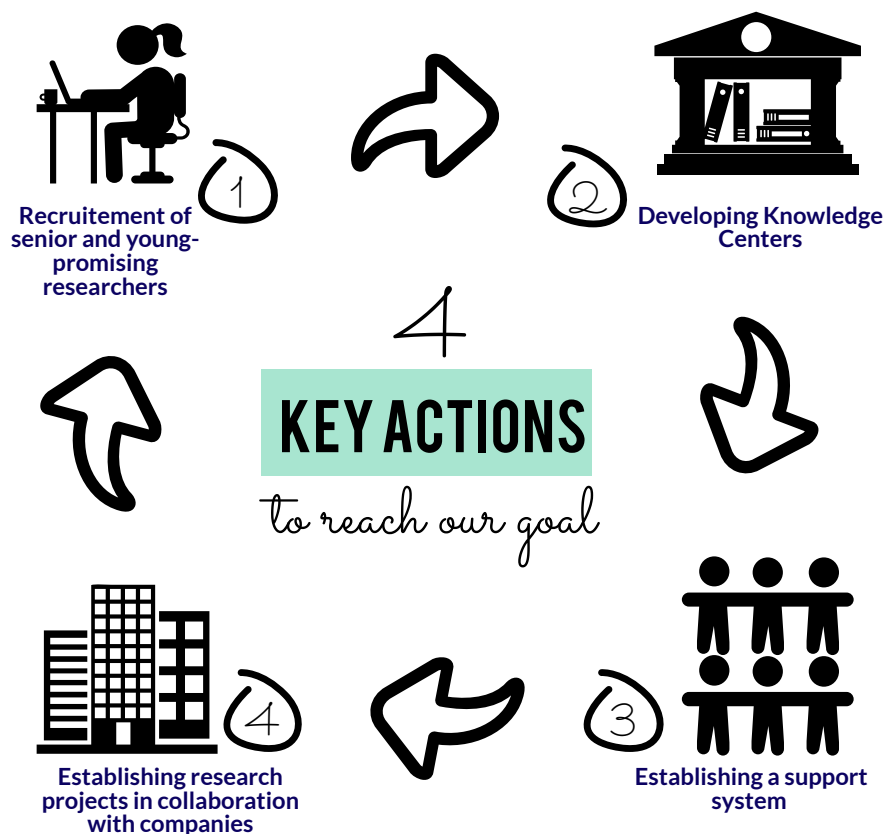 1
Recruitement of
senior and young-
promising
researchers
2
Developing Knowledge
Centers
4
KEY ACTIONS
to reach our goal
4
Establishing research
projects in collaboration
with companies
3
Establishing a support
system